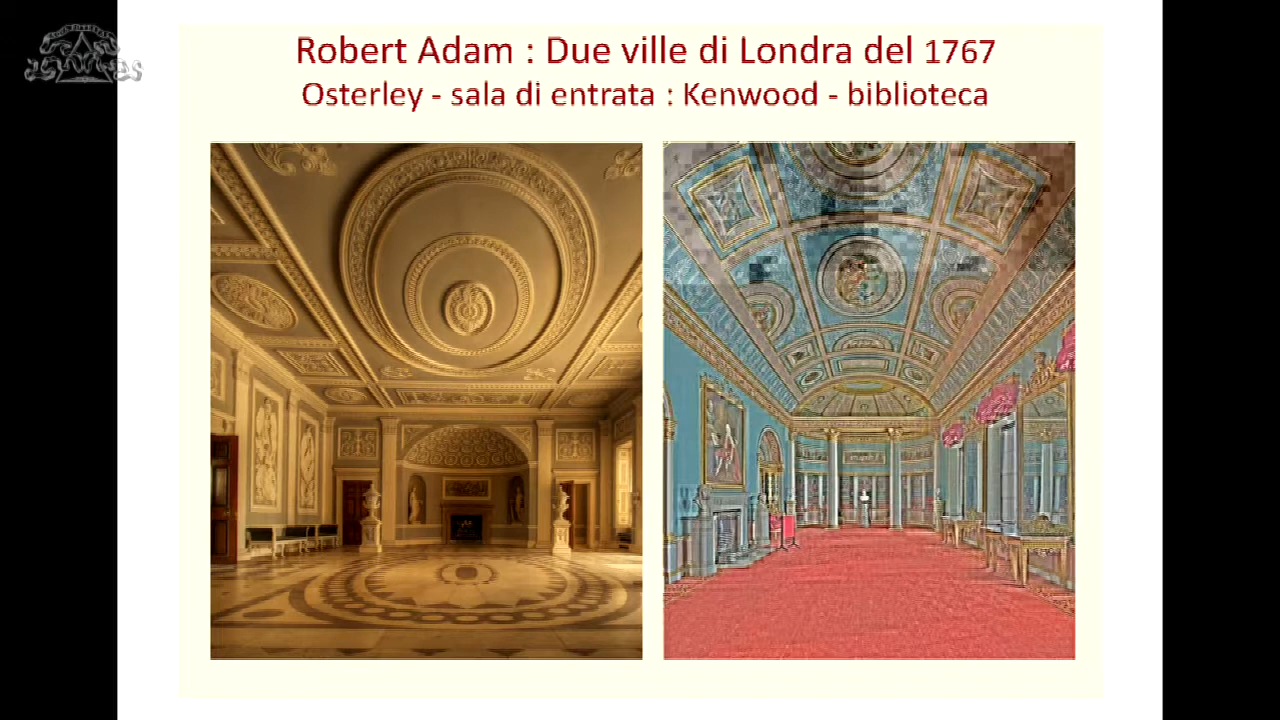 Robert Adam : Due ville di Londra del 1767
Osterley - sala di entrata : Kenwood - biblioteca